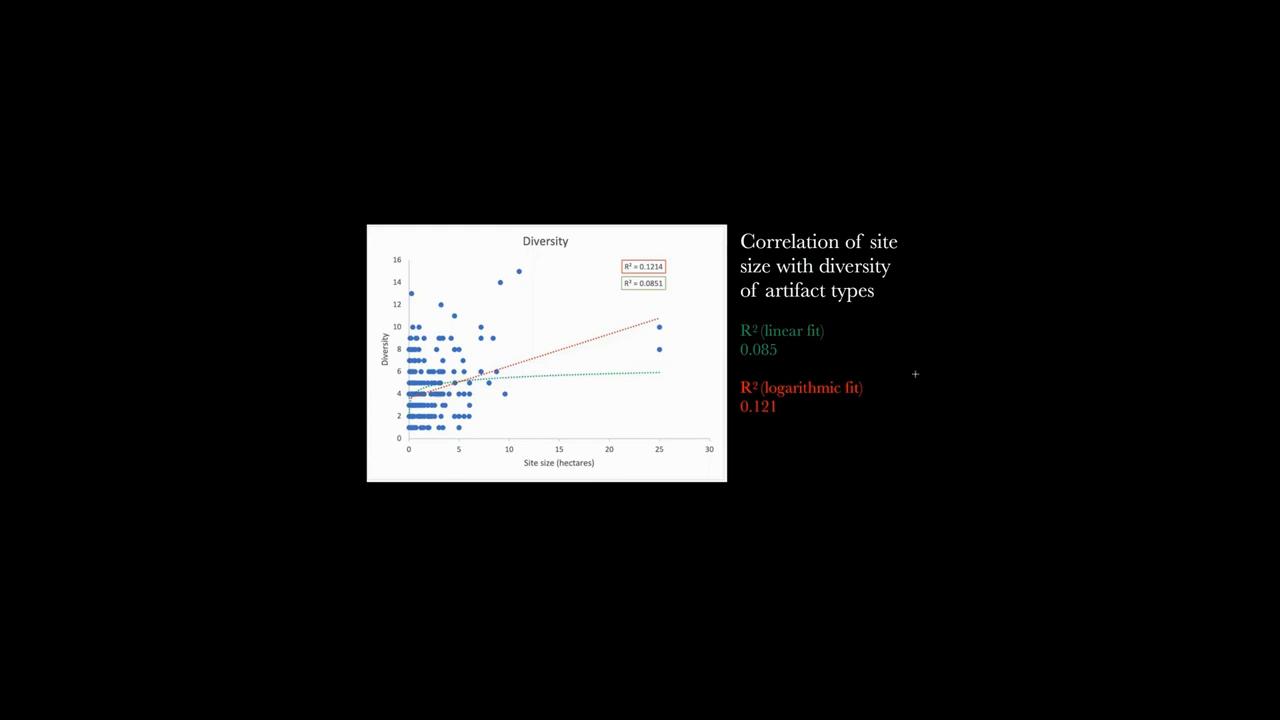 Diversity
R² = 0.1214
R² = 0.0851
16
14
12
10
8
6
4
2
0
Diversity
0 5 10 15 20 25 30
Site size (hectares)
Correlation of site
size with diversity
of artifact types
R² (linear fit)
0.085
R² (logarithmic fit)
0.121